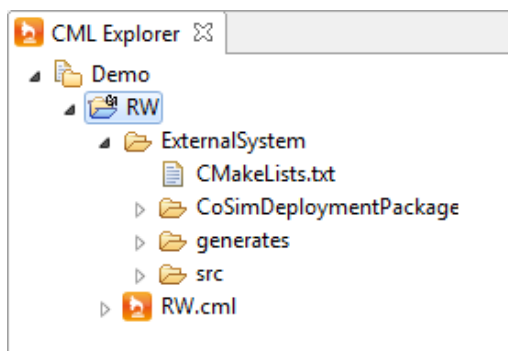 CML Explorer
Demo
RW
ExternalSystem
CMakeLists.txt
CoSimDeploymentPackage
generates
src
RW.cml